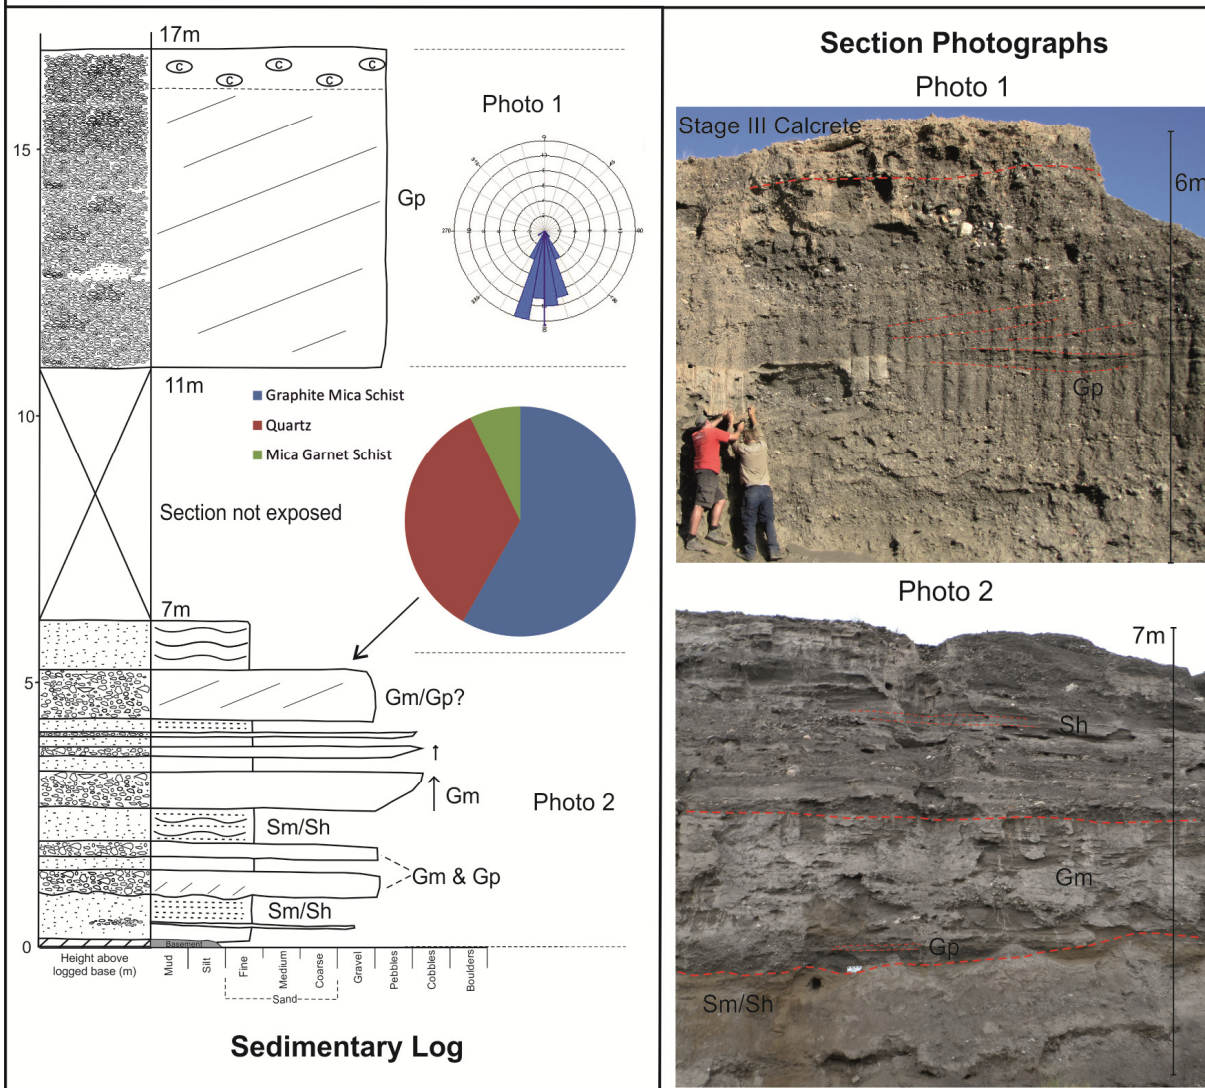 17m
15
Photo 1
Gp
270
11m
10
Graphite Mica Schist
Quartz
Mica Garnet Schist
Section not exposed
7m
5
Gm/Gp?
Gm
Photo 2
Sm/Sh
Gm & Gp
Sm/Sh
0
Basement
Height above
logged base (m)
Mud
Silt
Fine
Medium
Coarse
Gravel
Pebbles
Cobbles
Boulders
Sand
Sedimentary Log
C
C
C
C
C
Section Photographs
Photo 1
Stage III Calcrete
6m
Gp
Photo 2
7m
Sh
Gm
Gp
Sm/Sh